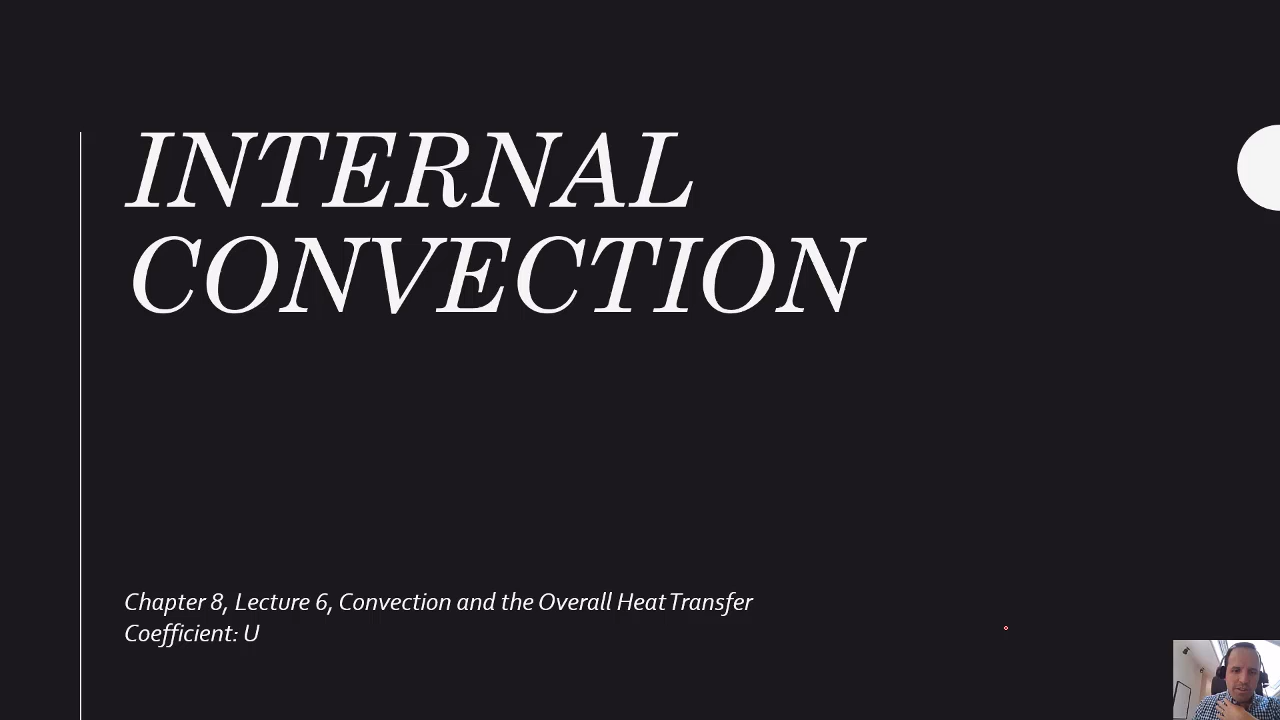 INTERNAL
CONVECTION
Chapter 8, Lecture 6, Convection and the Overall Heat Transfer
Coefficient: U